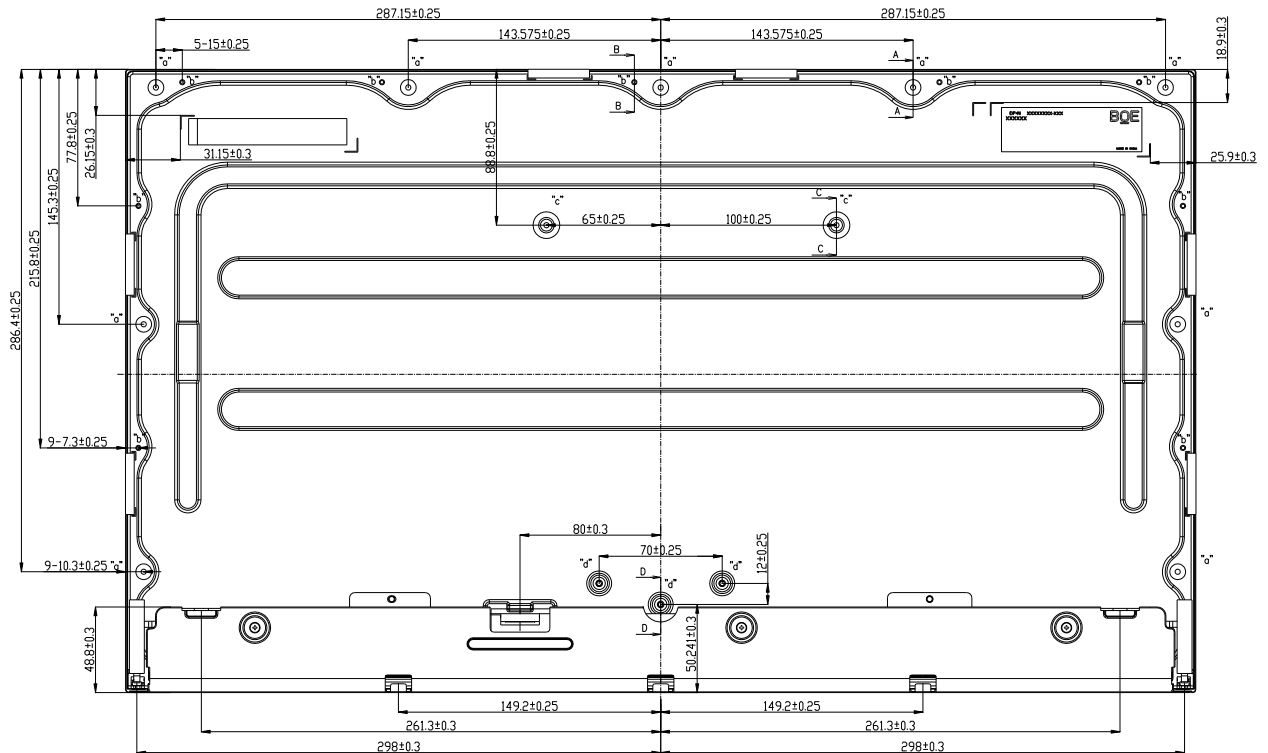 287.15±0.25
287.15±0.25
143.575±0.25
143.575±0.25
5-15±0.25
18.9±0.3
B
A
"a"
"a"
"a"
"a"
"a"
"b"
"b"
"b"
"b"
"b"
B
A
BOE
77.8±0.25
26.15±0.3
31.15±0.3
88.8±0.25
25.9±0.3
145.3±0.25
215.8±0.25
286.4±0.25
"b"
"b"
"c"
C
"c"
65±0.25
100±0.25
C
"a"
"a"
9-7.3±0.25
"b"
"b"
80±0.3
70±0.25
12±0.25
9-10.3±0.25
"a"
"a"
"d"
D
"d"
"d"
D
48.8±0.3
50.241±0.3
149.2±0.25
149.2±0.25
261.3±0.3
261.3±0.3
298±0.3
298±0.3